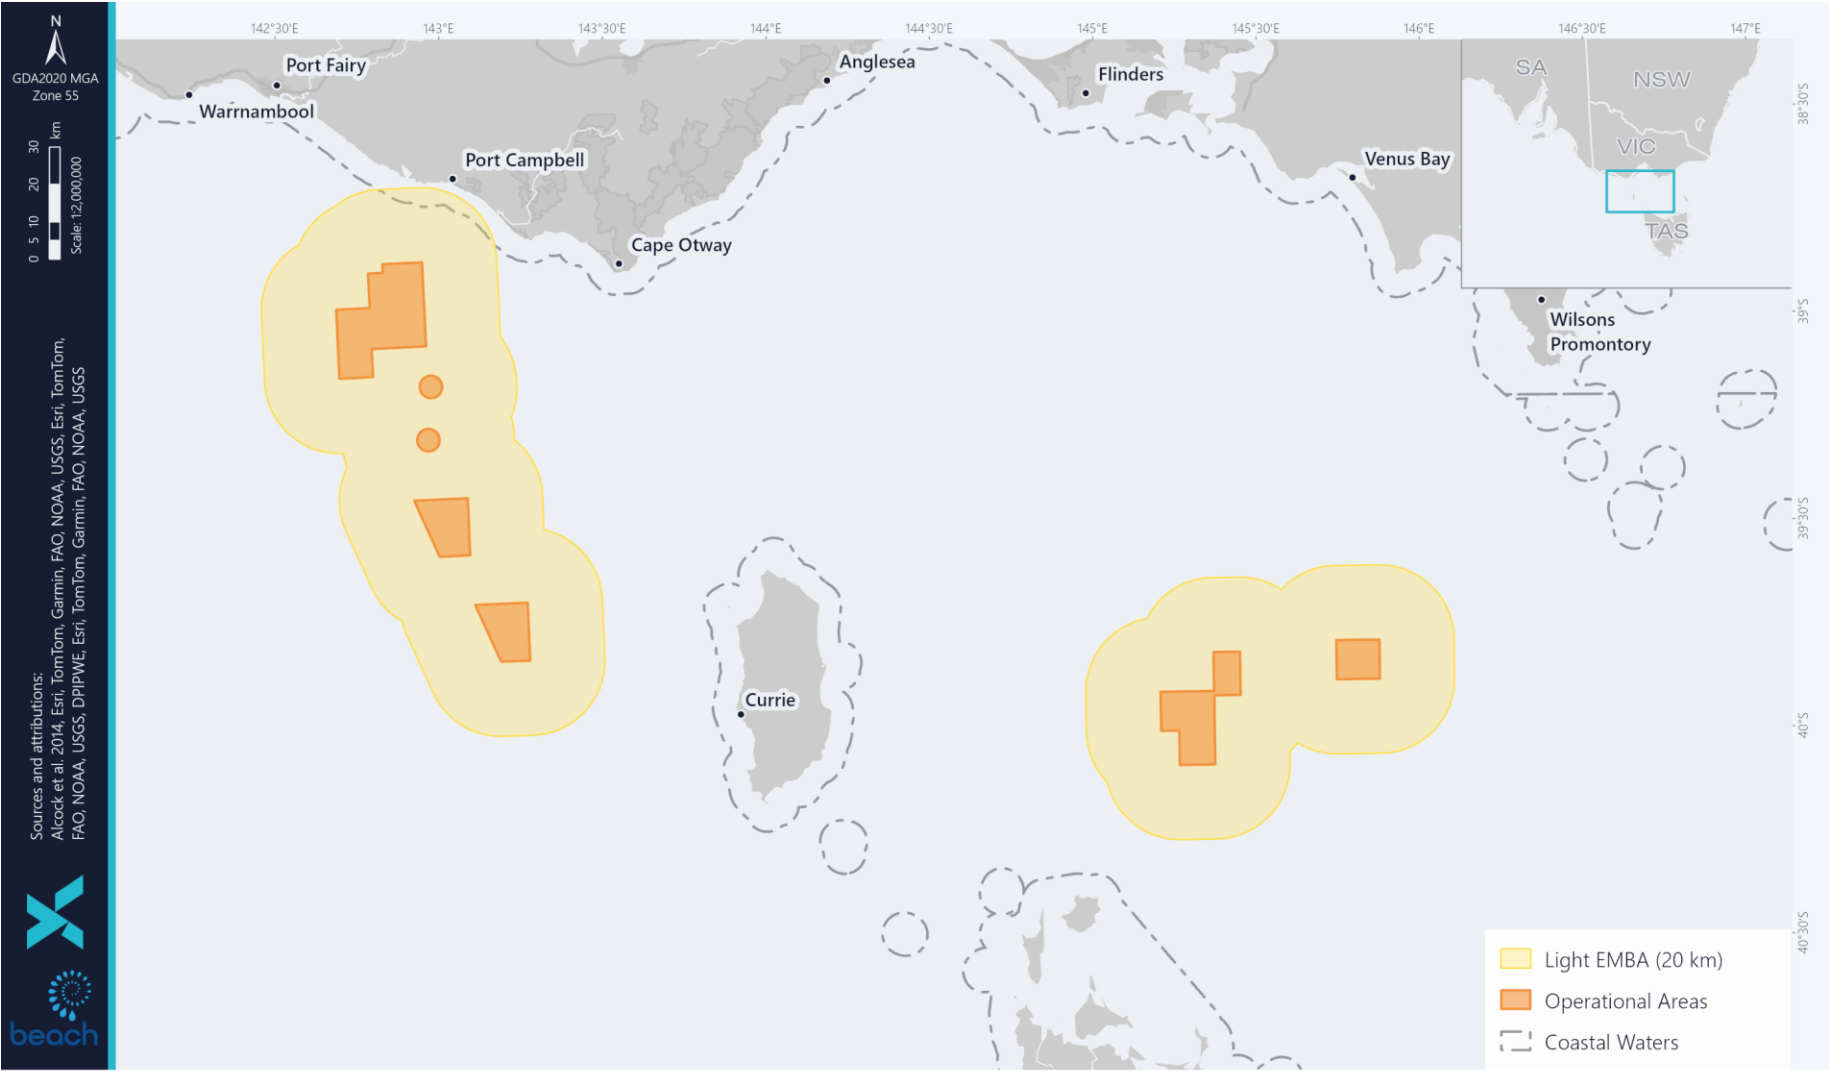 N
GDA2020 MGA
Zone 55
0 5 10 20 30 km
Scale: 1:2,000,000
Sources and attributions:
Alcock et al. 2014, Esri, TomTom, Garmin, FAO, NOAA, USGS, Esri, TomTom,
FAO, NOAA, USGS, DPIPWE, Esri, TomTom, Garmin, FAO, NOAA, USGS
beach
142°30'E 143°E 143°30'E 144°E 144°30'E 145°E 145°30'E 146°E 146°30'E 147°E
38°30'S
39°S
39°30'S
40°S
40°30'S
Port Fairy
Warrnambool
Port Campbell
Anglesea
Cape Otway
Flinders
Venus Bay
Wilsons
Promontory
Currie
SA
NSW
VIC
TAS
Light EMBA (20 km)
Operational Areas
Coastal Waters